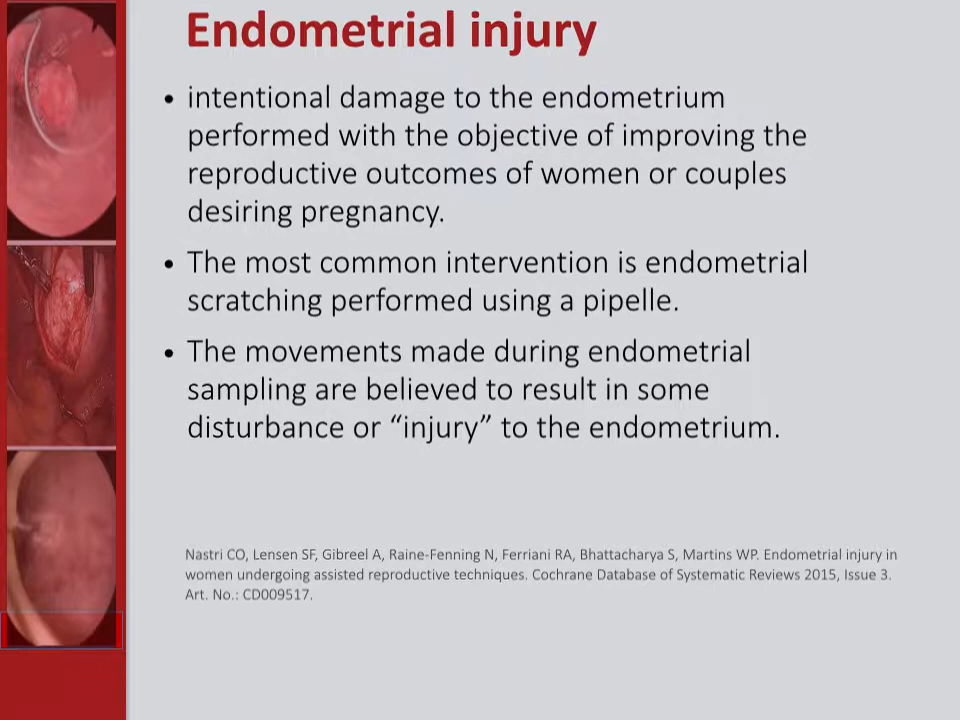 Endometrial injury
• intentional damage to the endometrium
performed with the objective of improving the
reproductive outcomes of women or couples
desiring pregnancy.
• The most common intervention is endometrial
scratching performed using a pipelle.
• The movements made during endometrial
sampling are believed to result in some
disturbance or “injury” to the endometrium.
Nastri CO, Lensen SF, Gibreel A, Raine-Fenning N, Ferriani RA, Bhattacharya S, Martins WP. Endometrial injury in
women undergoing assisted reproductive techniques. Cochrane Database of Systematic Reviews 2015, Issue 3.
Art. No.: CD009517.